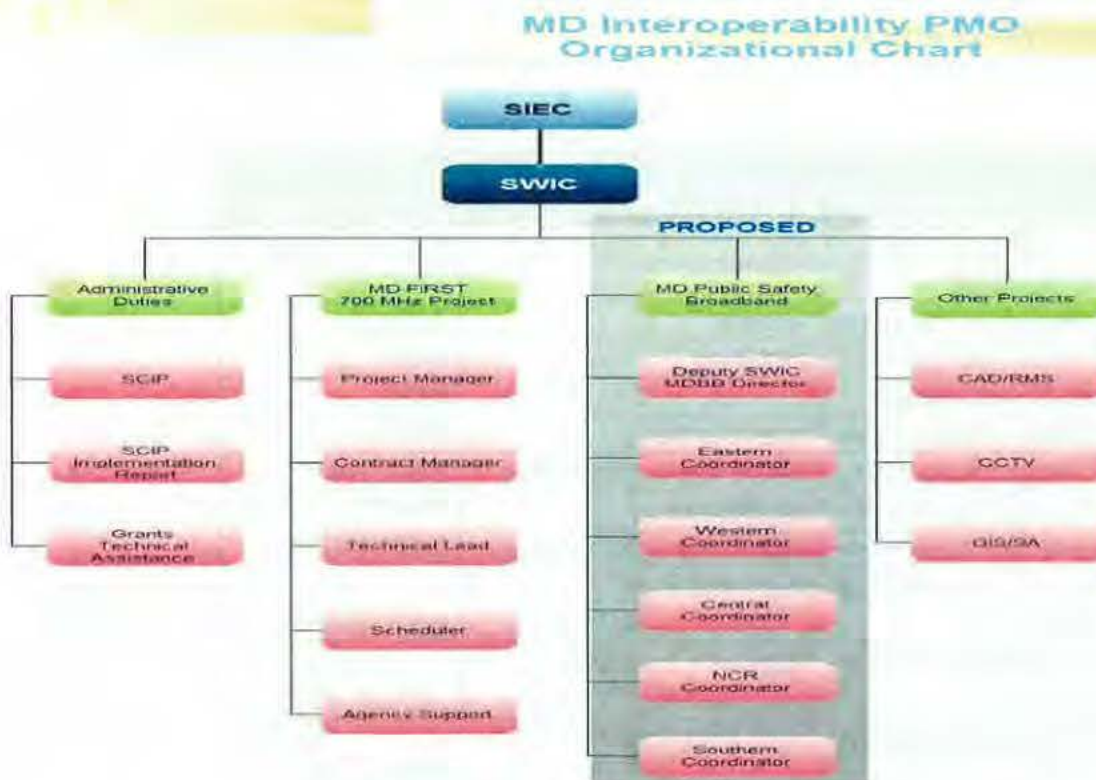 MD Interoperability PMO
Organizational Chart
SIEC
SWIC
PROPOSED
Administrative
Duties
SCIP
SCIP
Implementation
Report
Grants
Technical
Assistance
MD FiRST
700 MHz Project
Project Manager
Contract Manager
Technical Lead
Scheduler
Agency Support
MD Public Safety
Broadband
Deputy SWIC
MDBB Director
Eastern
Coordinator
Western
Coordinator
Central
Coordinator
NCR
Coordinator
Southern
Coordinator
Other Projects
CAD/RMS
CCTV
GIS/SA